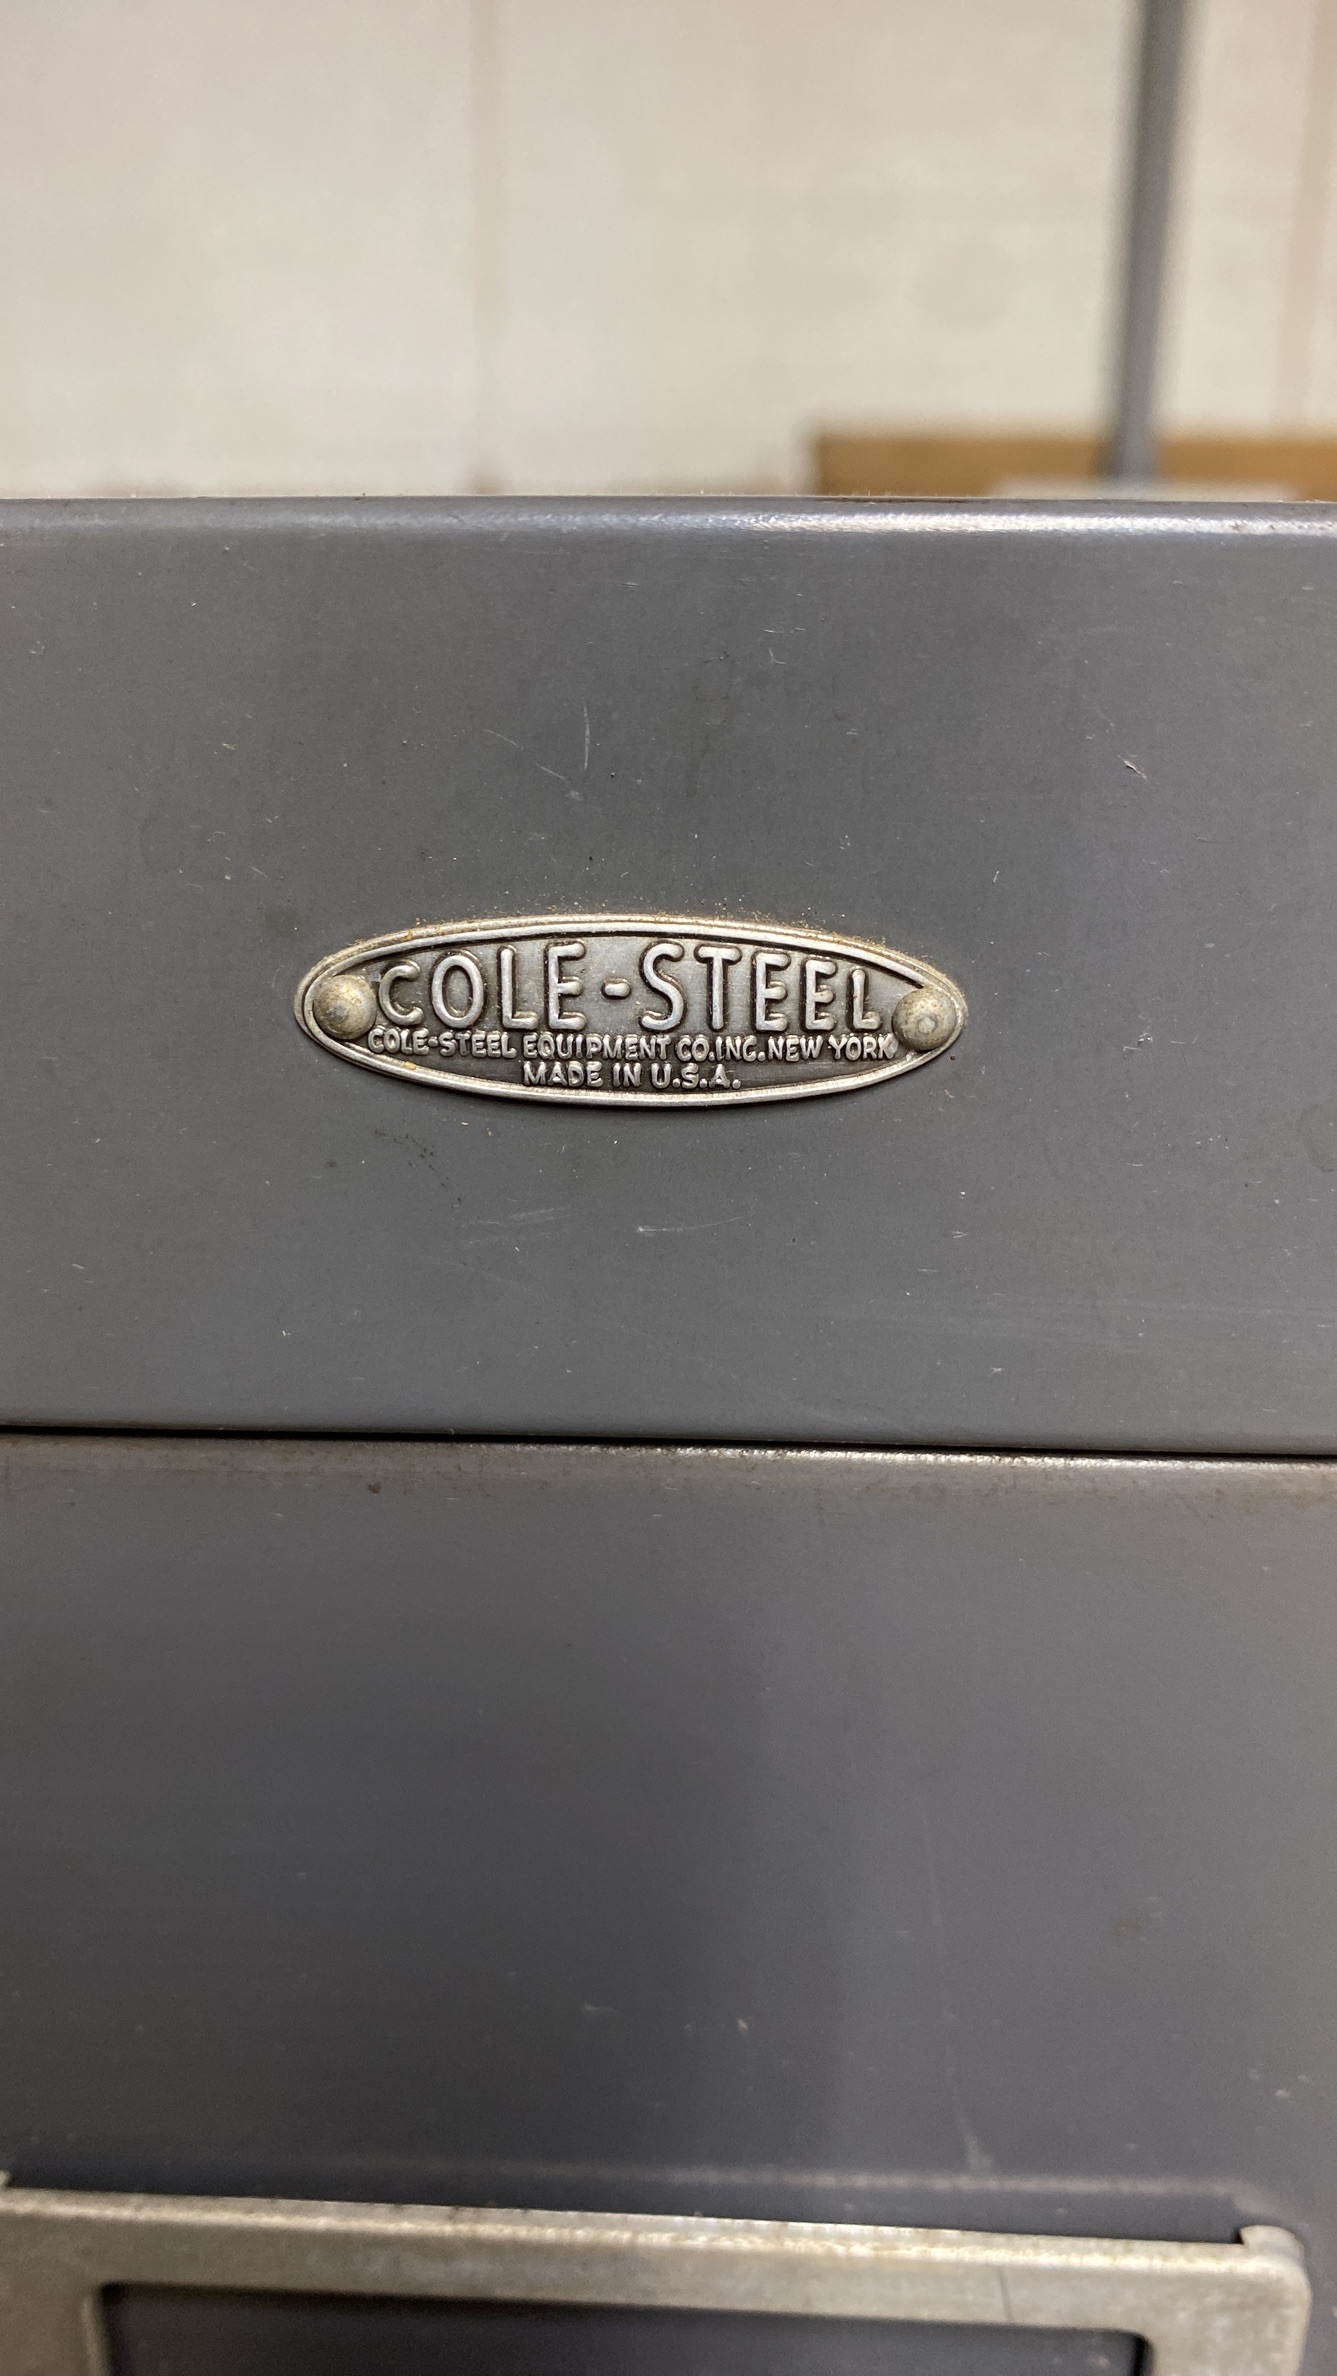 COLE-STEEL
COLE-STEEL EQUIPMENT CO.INC.NEW YORK
MADE IN U.S.A.